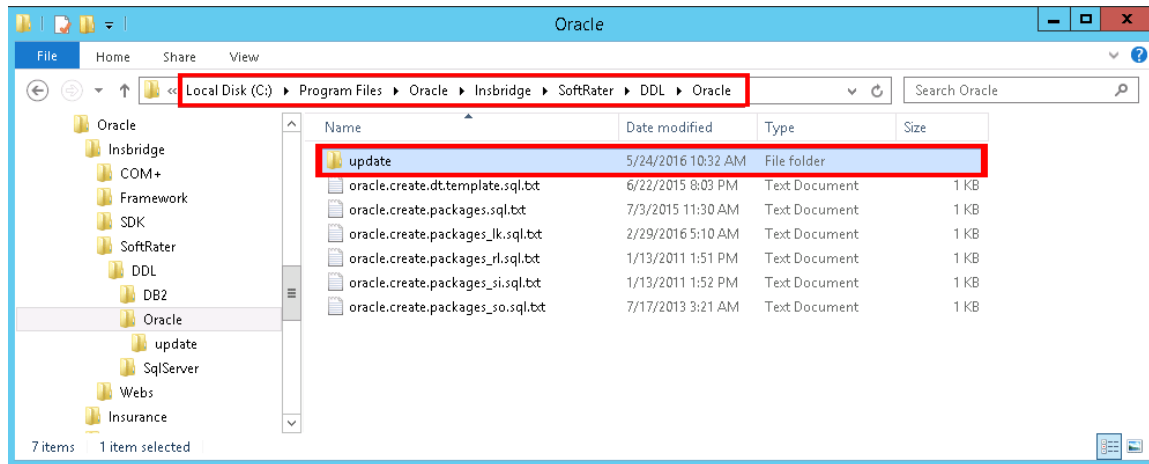 Oracle
File Home Share View
« Local Disk (C:) Program Files Oracle Insbridge SoftRater DDL Oracle Search Oracle
Oracle
Insbridge
COM+
Framework
SDK
SoftRater
DDL
DB2
Oracle
update
SqlServer
Webs
Insurance
Name Date modified Type Size
update 5/24/2016 10:32 AM File folder
oracle.create.dt.template.sql.txt 6/22/2015 8:03 PM Text Document 1 KB
oracle.create.packages.sql.txt 7/3/2015 11:30 AM Text Document 1 KB
oracle.create.packages_lk.sql.txt 2/29/2016 5:10 AM Text Document 1 KB
oracle.create.packages_rl.sql.txt 1/13/2011 1:51 PM Text Document 1 KB
oracle.create.packages_si.sql.txt 1/13/2011 1:52 PM Text Document 1 KB
oracle.create.packages_so.sql.txt 7/17/2013 3:21 AM Text Document 1 KB
7 items 1 item selected